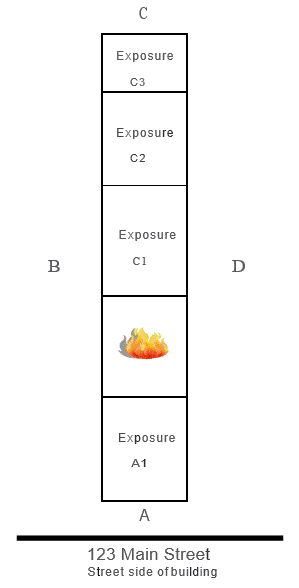 C
Exposure
C3
Exposure
C2
Exposure
C1
B
D
Exposure
A1
A
123 Main Street
Street side of building